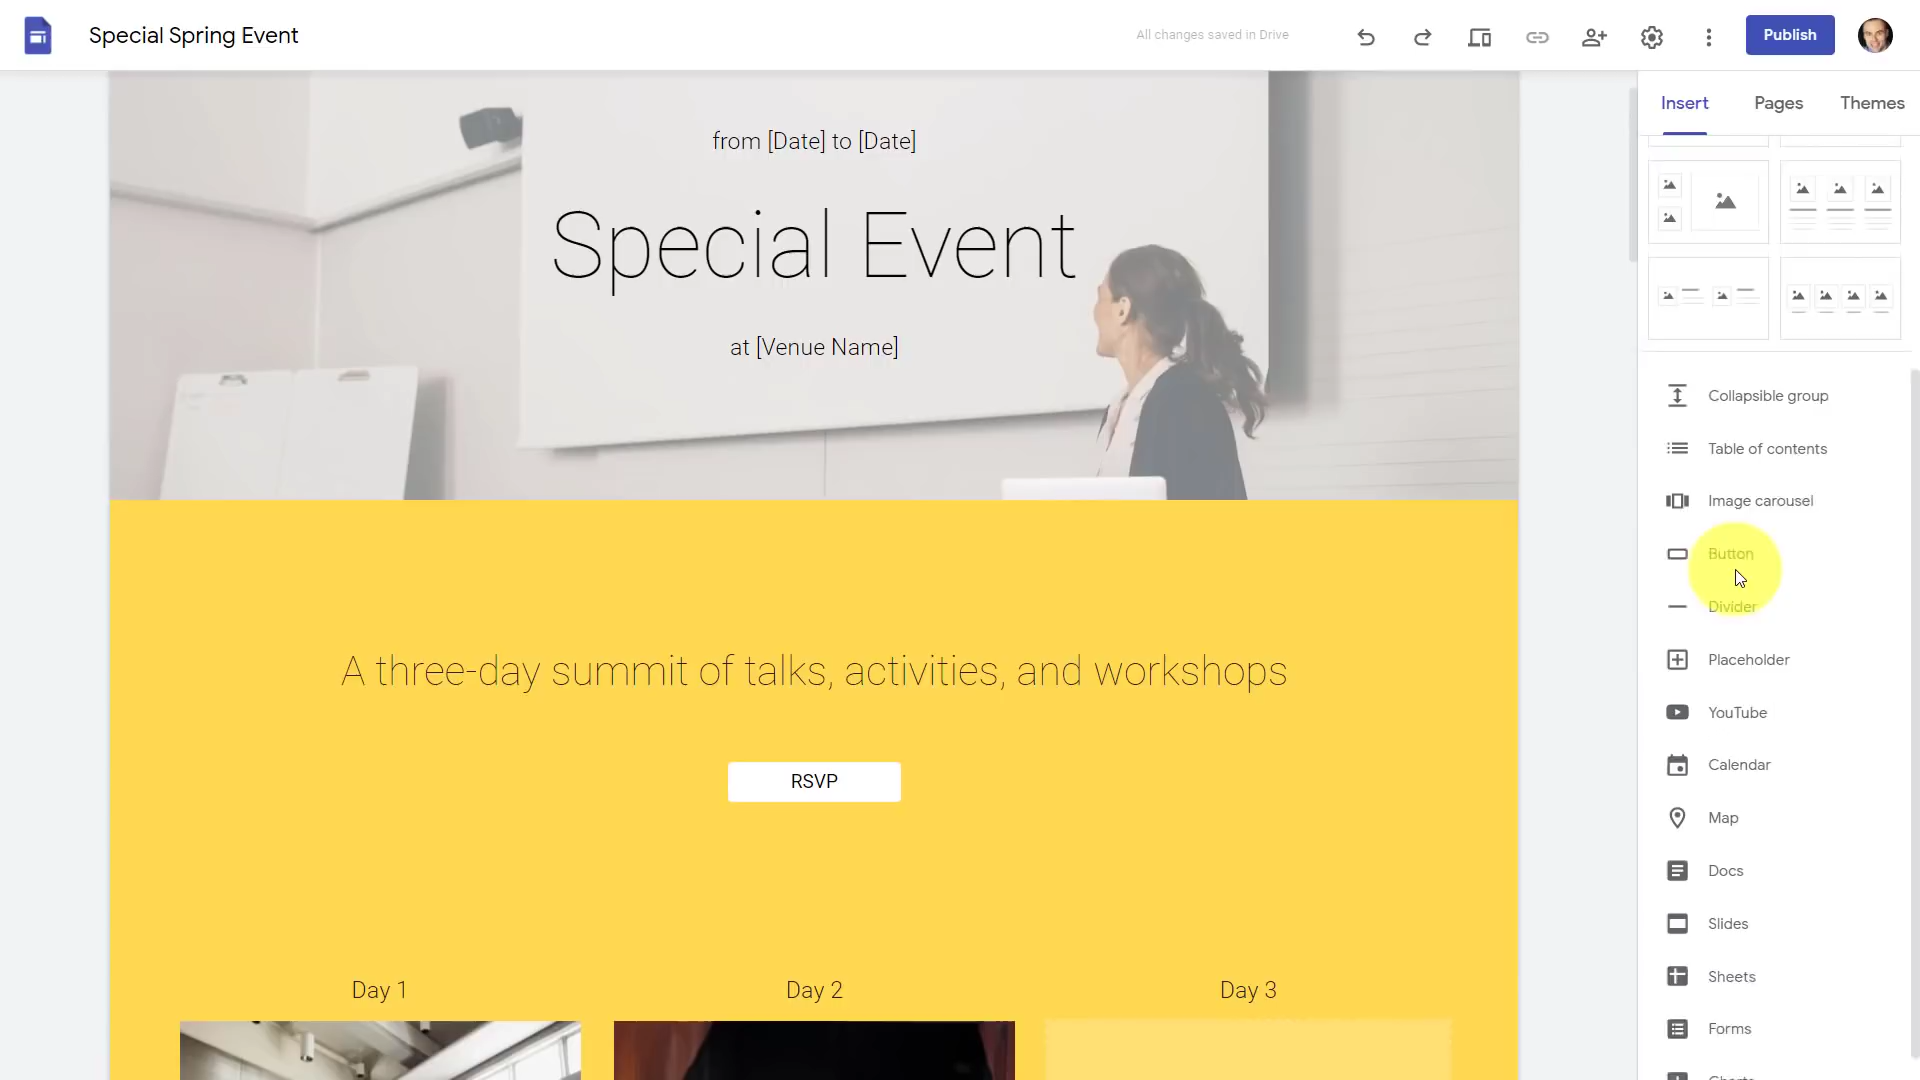 Special Spring Event
All changes saved in Drive
Publish
Insert
Pages
Themes
from [Date] to [Date]
Special Event
at [Venue Name]
A three-day summit of talks, activities, and workshops
RSVP
Day 1
Day 2
Day 3
Collapsible group
Table of contents
Image carousel
Button
Divider
Placeholder
YouTube
Calendar
Map
Docs
Slides
Sheets
Forms